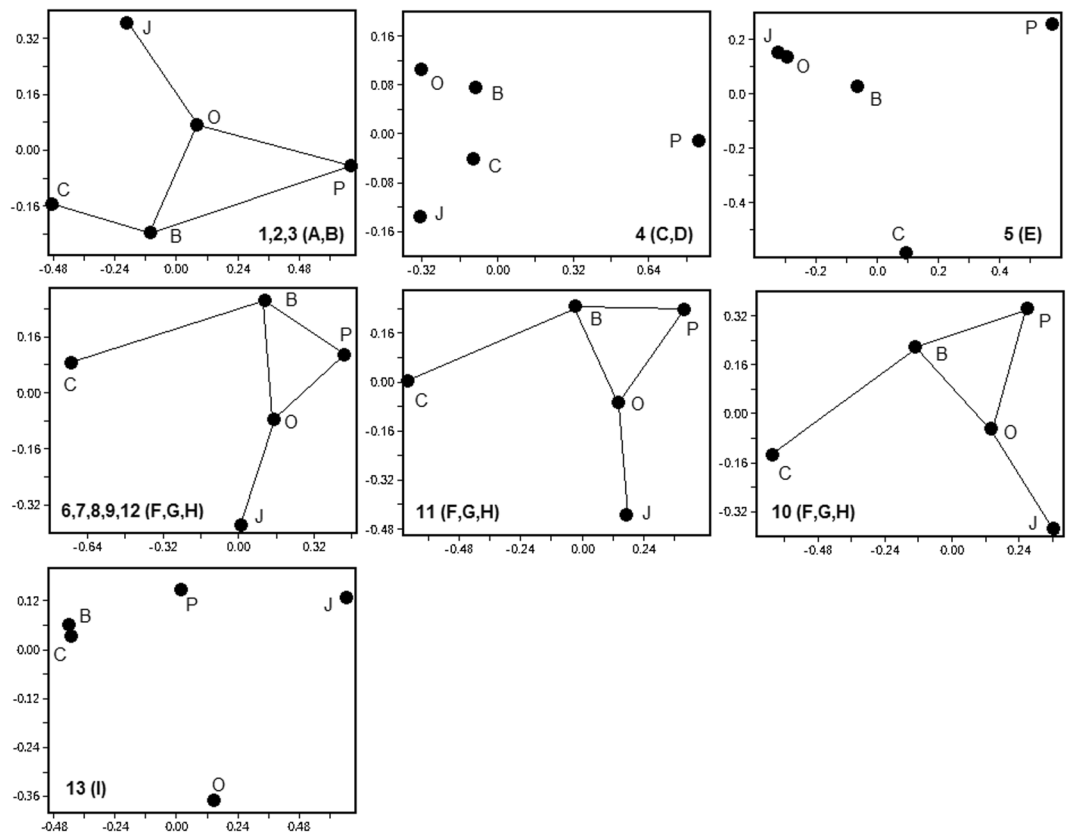 0.32
0.16
0.00
-0.16
J
O
C
P
B
1,2,3 (A,B)
-0.48 -0.24 0.00 0.24 0.48
0.16
0.08
0.00
-0.08
-0.16
O
B
P
C
J
4 (C,D)
-0.32 0.00 0.32 0.64
0.2
0.0
-0.2
-0.4
P
J
O
B
C
5 (E)
-0.2 0.0 0.2 0.4
0.16
0.00
-0.16
-0.32
B
P
C
O
J
6,7,8,9,12 (F,G,H)
-0.64 0.00 0.32
0.00
-0.16
-0.32
-0.48
B
P
C
O
J
11 (F,G,H)
-0.48 -0.24 0.00 0.24
0.32
0.16
0.00
-0.16
-0.32
P
B
O
C
J
10 (F,G,H)
-0.48 -0.24 0.00 0.24
0.12
0.00
-0.12
-0.24
-0.36
P
J
B
C
O
13 (I)
-0.48 -0.24 0.00 0.24 0.48